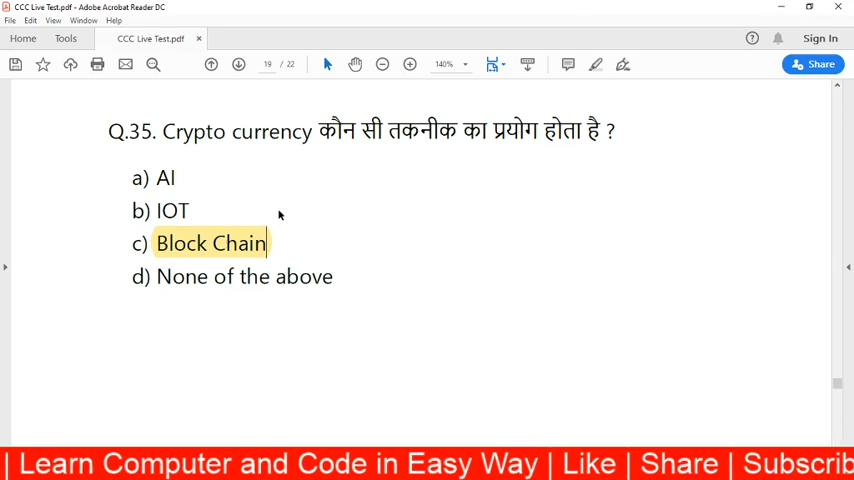 CCC Live Test.pdf - Adobe Acrobat Reader DC
File Edit View Window Help
Home Tools CCC Live Test.pdf × Sign In
19 / 22 140% Share
Q.35. Crypto currency कौन सी तकनीक का प्रयोग होता है ?
a) AI
b) IOT
c) Block Chain
d) None of the above
| Learn Computer and Code in Easy Way | Like | Share | Subscrib